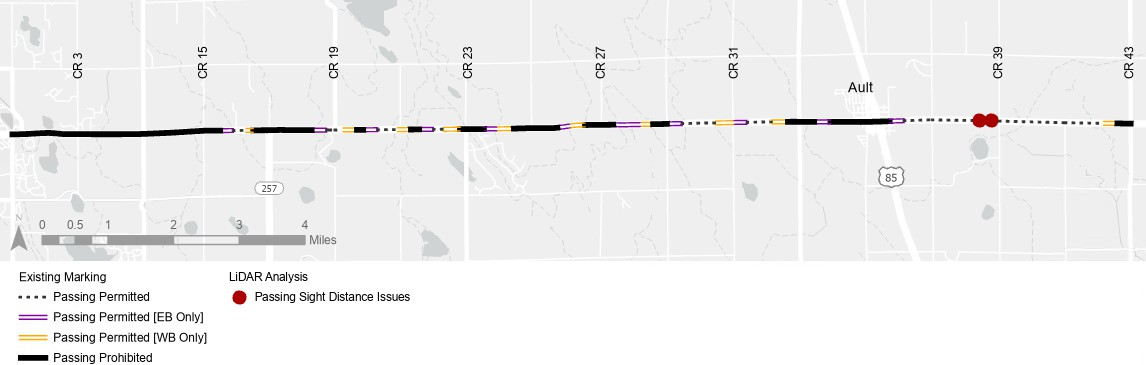 CR 3
CR 15
CR 19
CR 23
CR 27
CR 31
CR 39
CR 43
Ault
257
85
N
0 0.5 1 2 3 4
Miles
Existing Marking
Passing Permitted
Passing Permitted [EB Only]
Passing Permitted [WB Only]
Passing Prohibited
LiDAR Analysis
Passing Sight Distance Issues